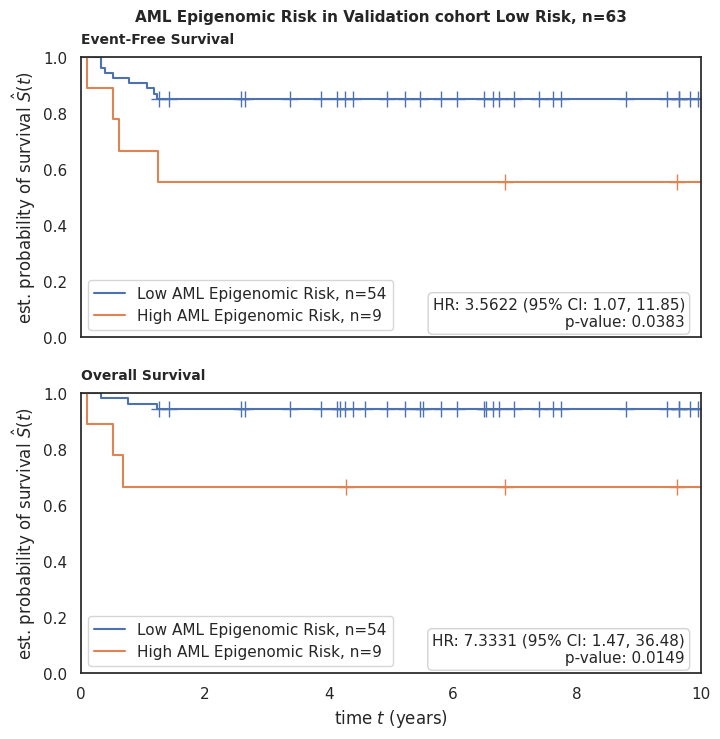 AML Epigenomic Risk in Validation cohort Low Risk, n=63
Event-Free Survival
1.0
0.8
0.6
0.4
0.2
0.0
est. probability of survival Ŝ(t)
Low AML Epigenomic Risk, n=54
High AML Epigenomic Risk, n=9
HR: 3.5622 (95% CI: 1.07, 11.85)
p-value: 0.0383
Overall Survival
1.0
0.8
0.6
0.4
0.2
0.0
est. probability of survival Ŝ(t)
Low AML Epigenomic Risk, n=54
High AML Epigenomic Risk, n=9
HR: 7.3331 (95% CI: 1.47, 36.48)
p-value: 0.0149
0 2 4 6 8 10
time t (years)